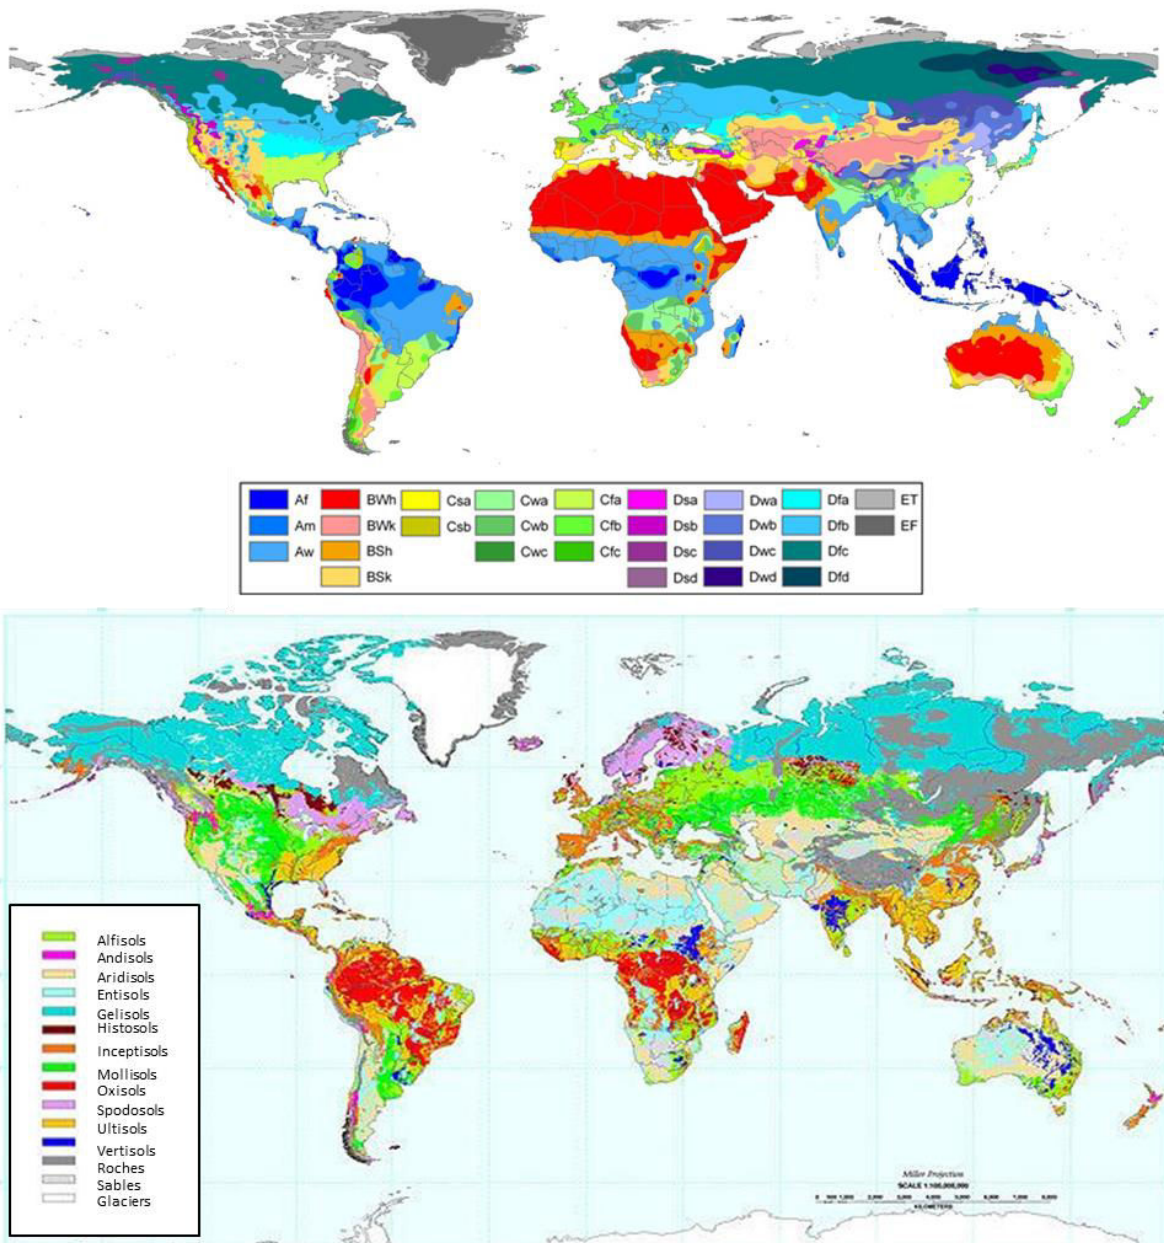 Af BWh Csa Cwa Cfa Dsa Dwa Dfa ET
Am BWk Csb Cwb Cfb Dsb Dwb Dfb EF
Aw BSh Cwc Cfc Dsc Dwc Dfc
BSk Dsd Dwd Dfd
Alfisols
Andisols
Aridisols
Entisols
Gelisols
Histosols
Inceptisols
Mollisols
Oxisols
Spodosols
Ultisols
Vertisols
Roches
Sables
Glaciers
Miller Projection
SCALE 1:100,000,000
KILOMETERS